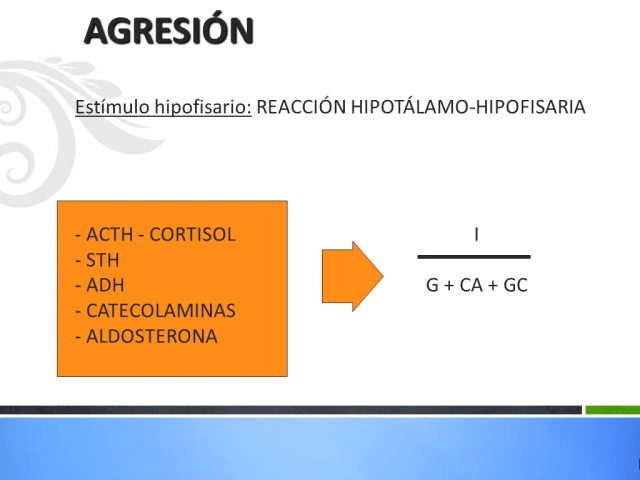 AGRESIÓN
Estímulo hipofisario: REACCIÓN HIPOTÁLAMO-HIPOFISARIA
- ACTH - CORTISOL
- STH
- ADH
- CATECOLAMINAS
- ALDOSTERONA
I
G + CA + GC